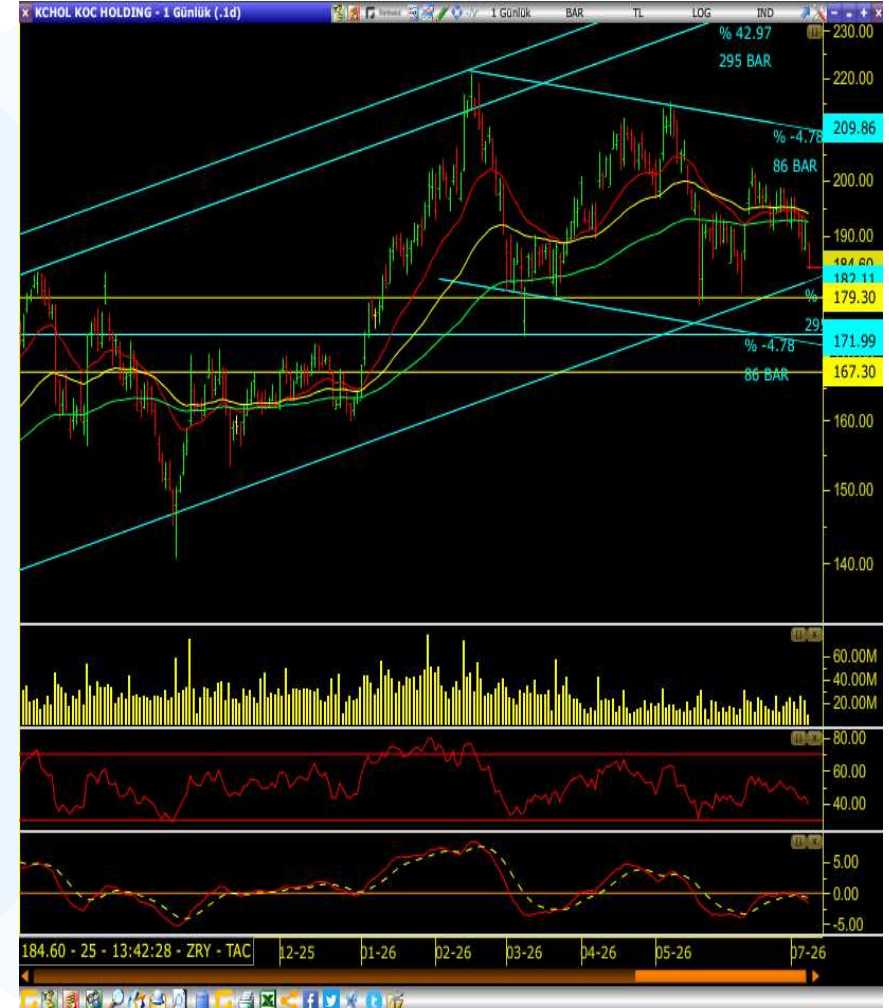 KCHOL KOC HOLDING - 1 Günlük (.1d)
1 Günlük BAR TL LOG IND
% 42.97
295 BAR
230.00
220.00
209.86
% -4.78
86 BAR
200.00
190.00
184.60
182.11
%
179.30
29
171.99
% -4.78
167.30
86 BAR
160.00
150.00
140.00
60.00M
40.00M
20.00M
80.00
60.00
40.00
5.00
0.00
-5.00
184.60 - 25 - 13:42:28 - ZRY - TAC
12-25 01-26 02-26 03-26 04-26 05-26 07-26